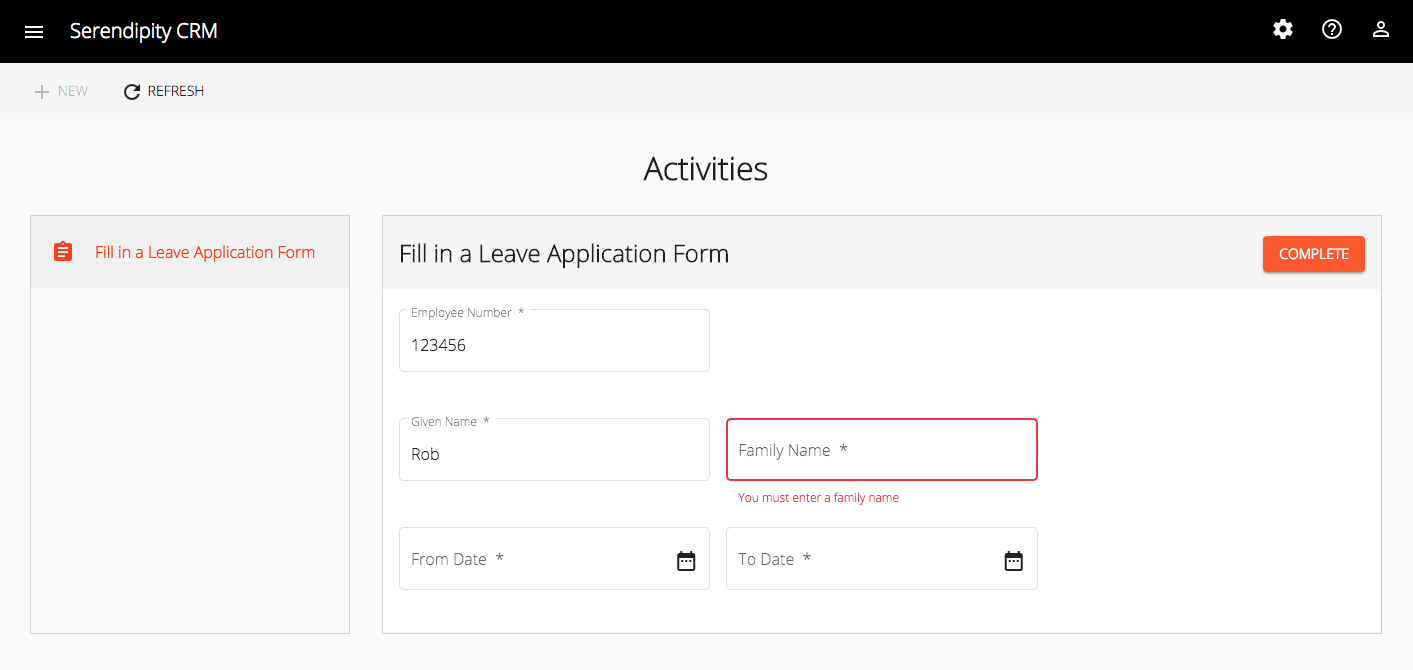 Serendipity CRM
NEW
REFRESH
Activities
Fill in a Leave Application Form
Fill in a Leave Application Form
COMPLETE
Employee Number *
123456
Given Name *
Rob
Family Name *
You must enter a family name
From Date *
To Date *